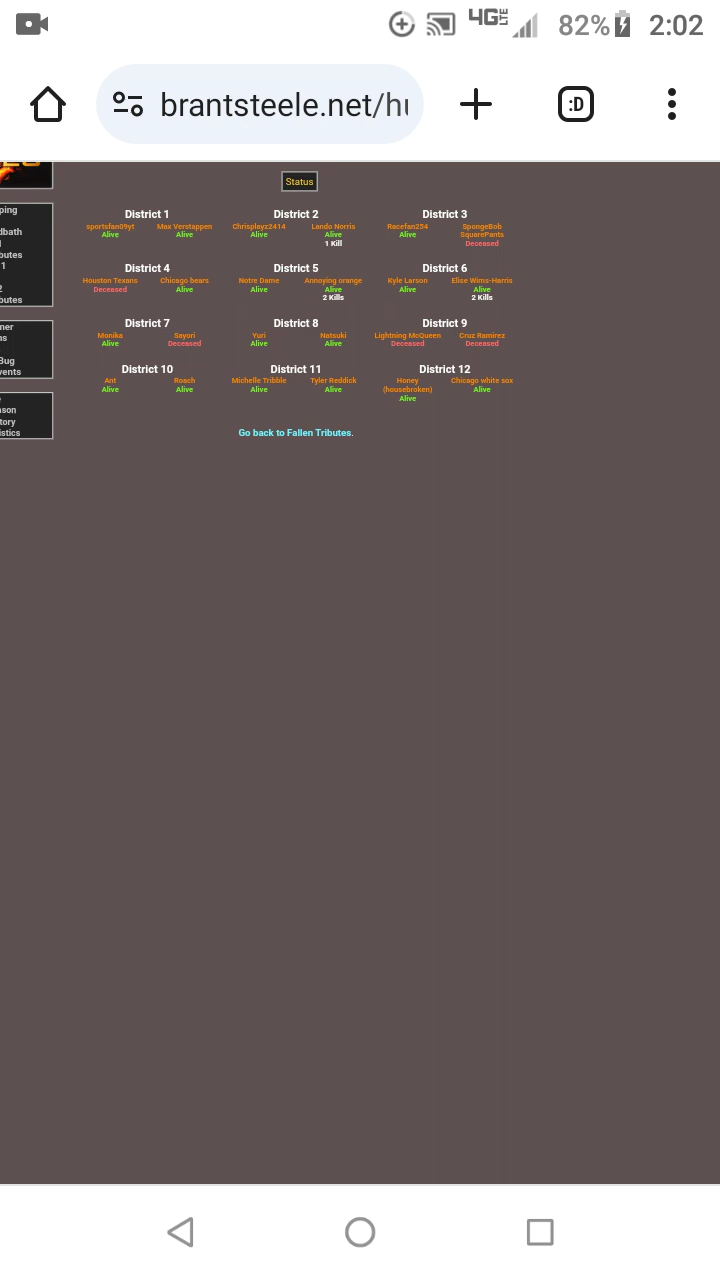 4G LTE 82% 2:02
brantsteele.net/hu
:D
Status
ping
dbath
butes
1
2
butes
mer
Bug
vents
ason
tory
istics
District 1
sportsfan09yt Max Verstappen
Alive Alive
District 2
Chrisplayz2414 Lando Norris
Alive Alive
1 Kill
District 3
Racefan254 SpongeBob
SquarePants
Alive Deceased
District 4
Houston Texans Chicago bears
Deceased Alive
District 5
Notre Dame Annoying orange
Alive Alive
2 Kills
District 6
Kyle Larson Elise Wims-Harris
Alive Alive
2 Kills
District 7
Monika Sayori
Alive Deceased
District 8
Yuri Natsuki
Alive Alive
District 9
Lightning McQueen Cruz Ramirez
Deceased Deceased
District 10
Ant Roach
Alive Alive
District 11
Michelle Tribble Tyler Reddick
Alive Alive
District 12
Honey Chicago white sox
(housebroken) Alive
Alive
Go back to Fallen Tributes.